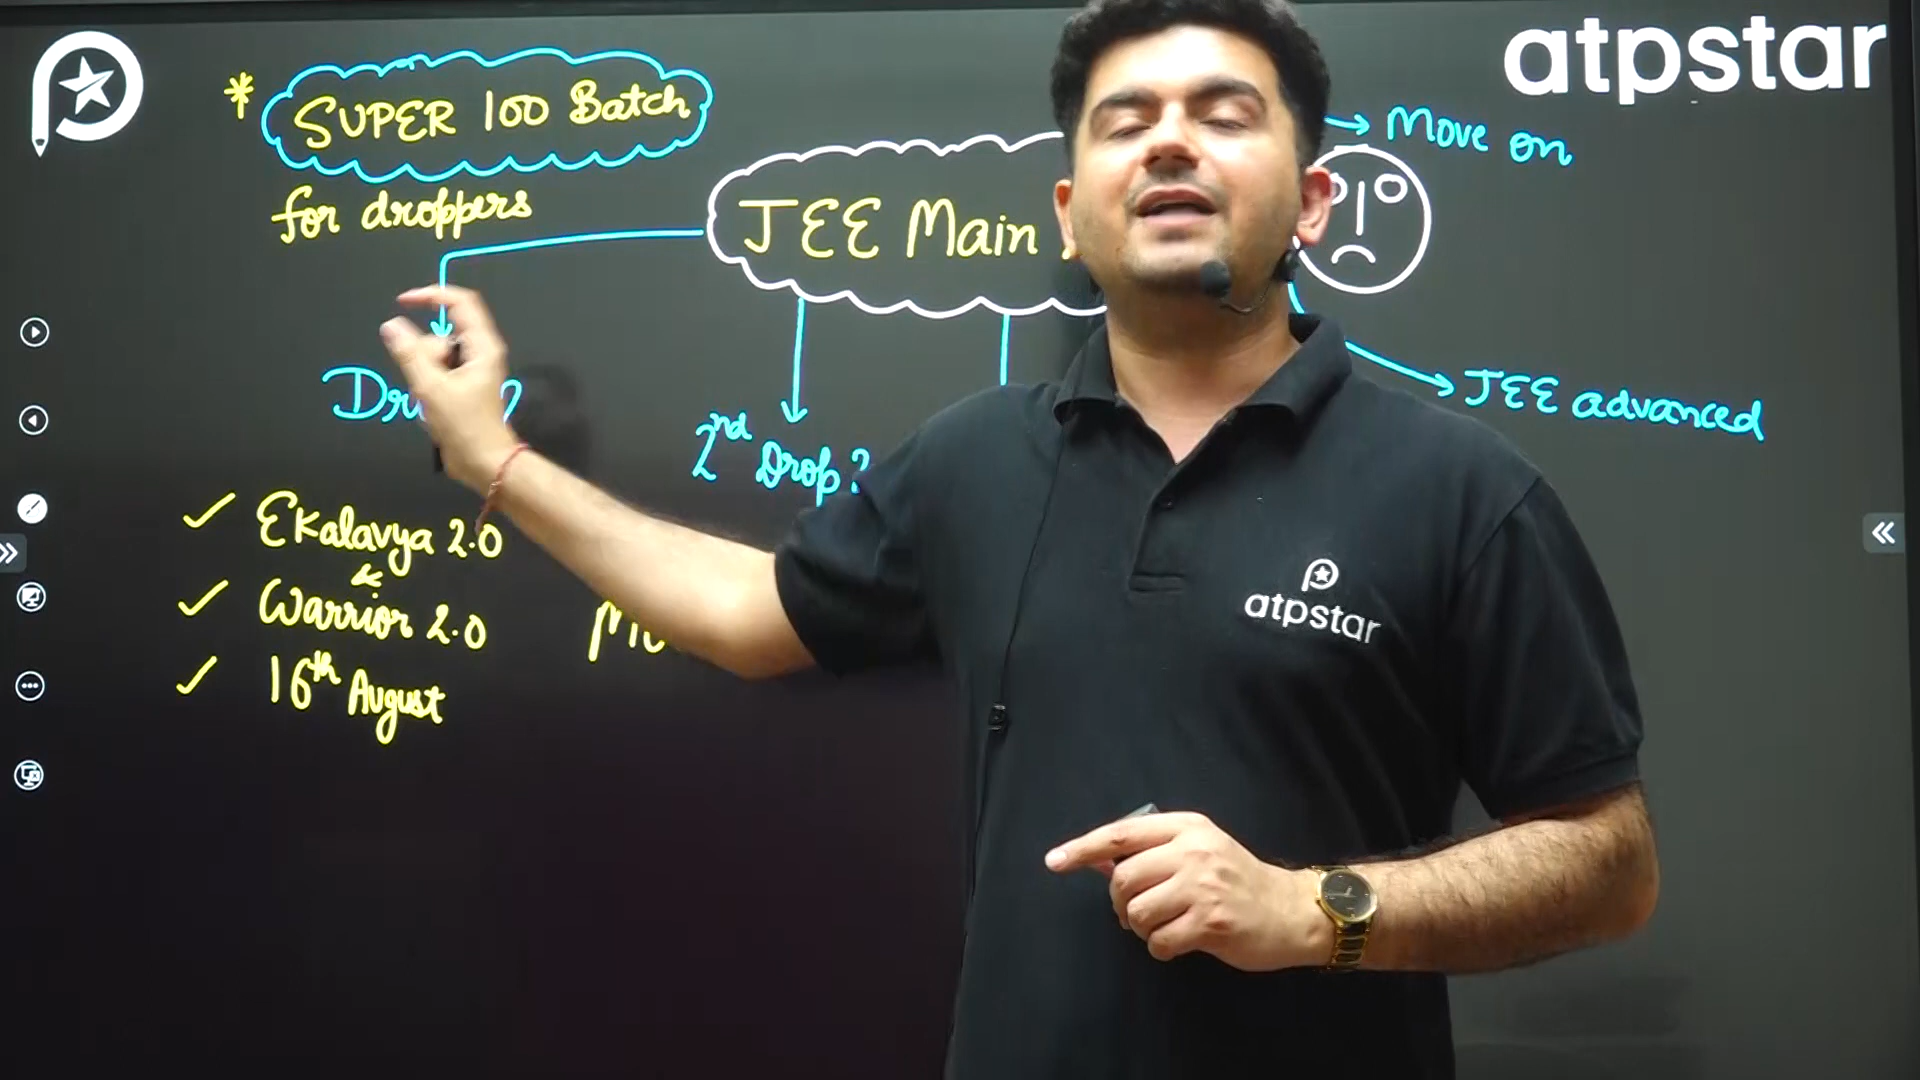 atpstar
* SUPER 100 Batch
for droppers
Move on
JEE Main
JEE advanced
2nd Drop?
✓ Ekalavya 2.0
&
✓ Warrior 2.0
✓ 16th August
atpstar